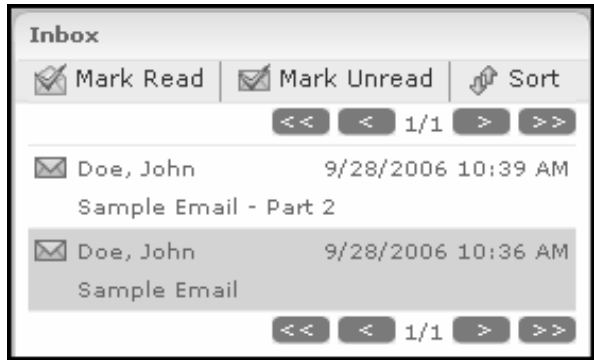 Inbox
Mark Read Mark Unread Sort
<< < 1/1 > >>
Doe, John 9/28/2006 10:39 AM
Sample Email - Part 2
Doe, John 9/28/2006 10:36 AM
Sample Email
<< < 1/1 > >>